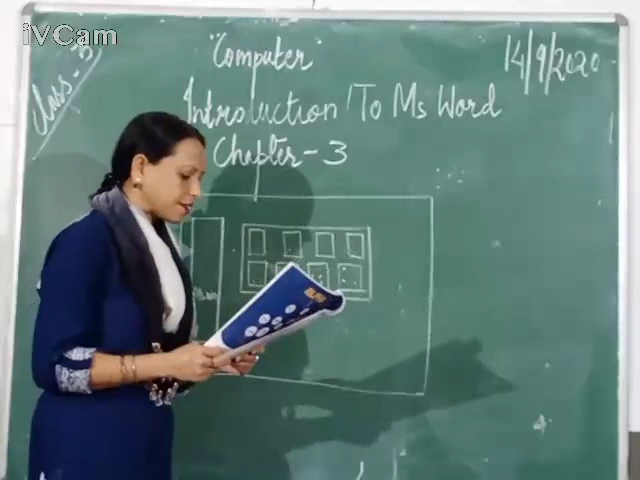 iVCam
Class-3
"Computer"
14/9/2020
Introduction To Ms Word
Chapter-3